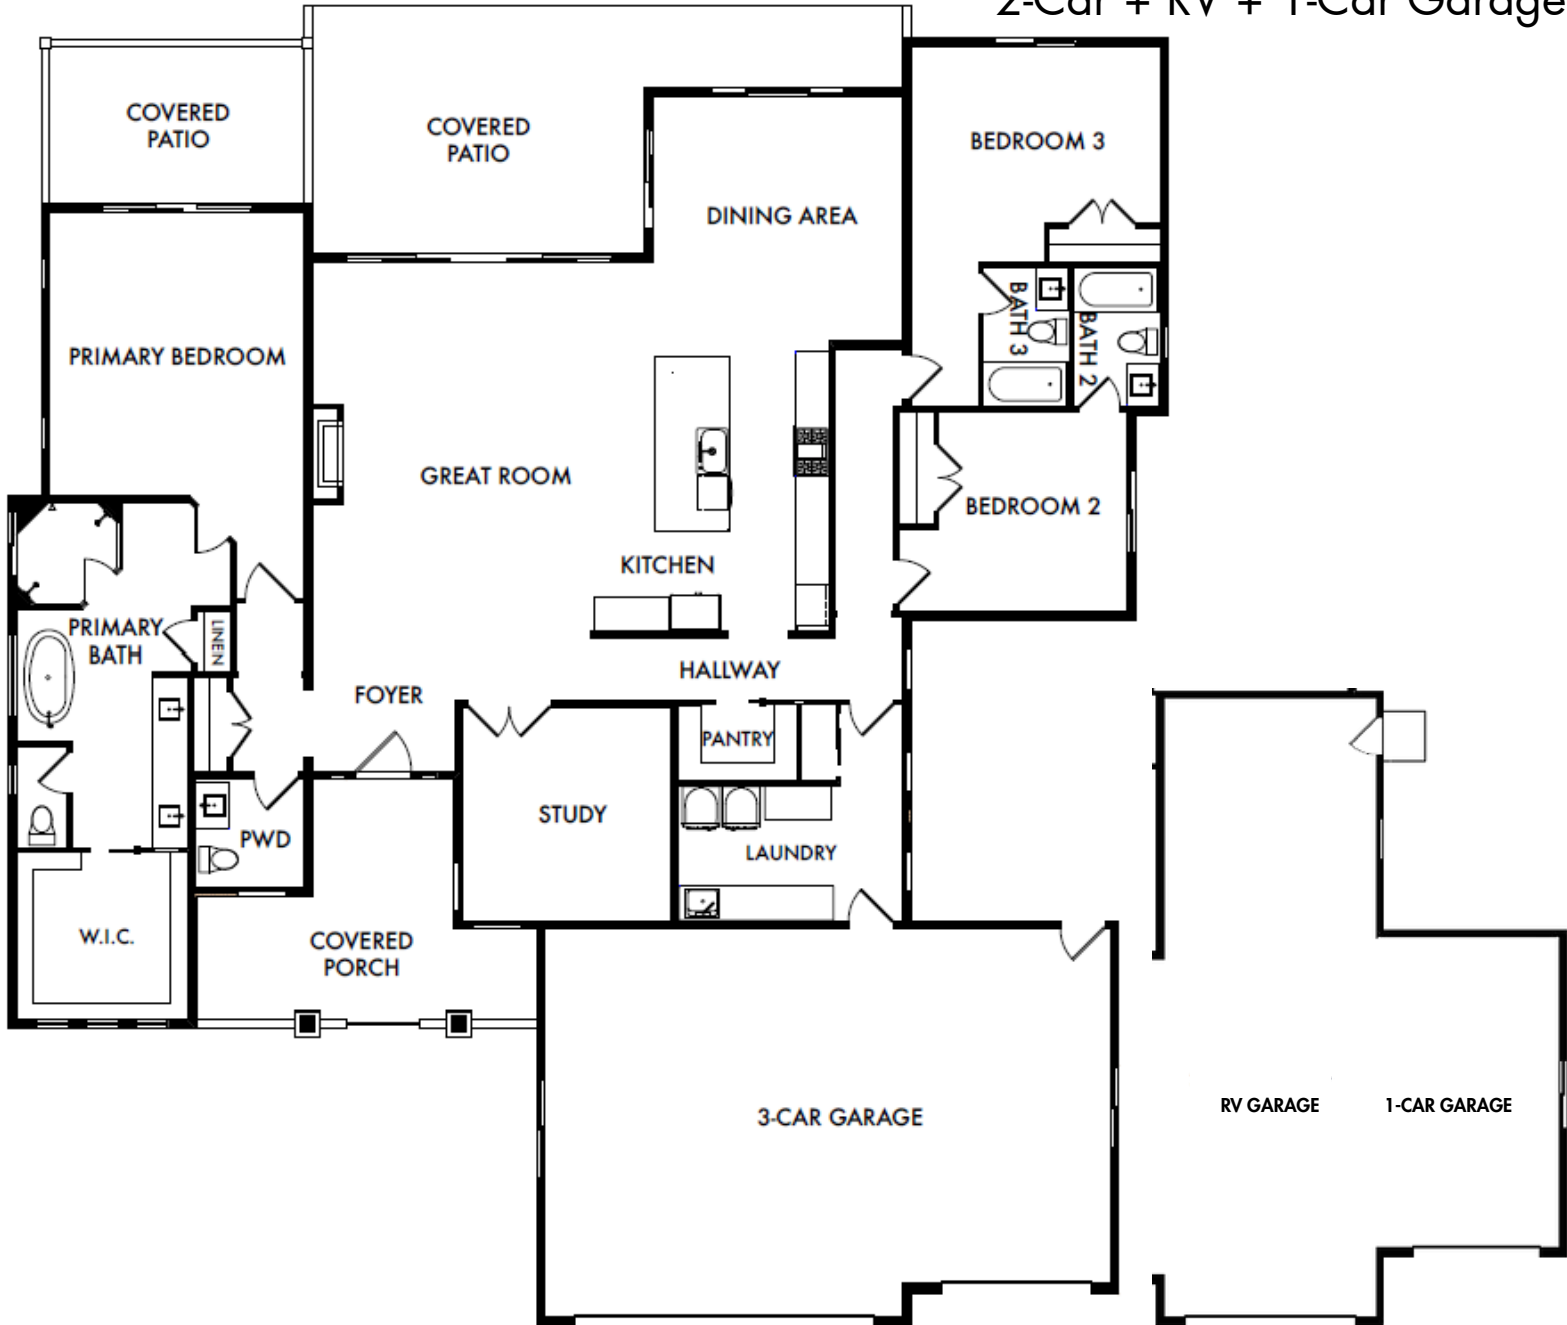 2-Car + RV + 1-Car Garage
COVERED
PATIO
COVERED
PATIO
BEDROOM 3
DINING AREA
BATH 3
BATH 2
PRIMARY BEDROOM
GREAT ROOM
BEDROOM 2
KITCHEN
PRIMARY
BATH
LINEN
HALLWAY
FOYER
PANTRY
STUDY
PWD
LAUNDRY
W.I.C.
COVERED
PORCH
3-CAR GARAGE
RV GARAGE
1-CAR GARAGE